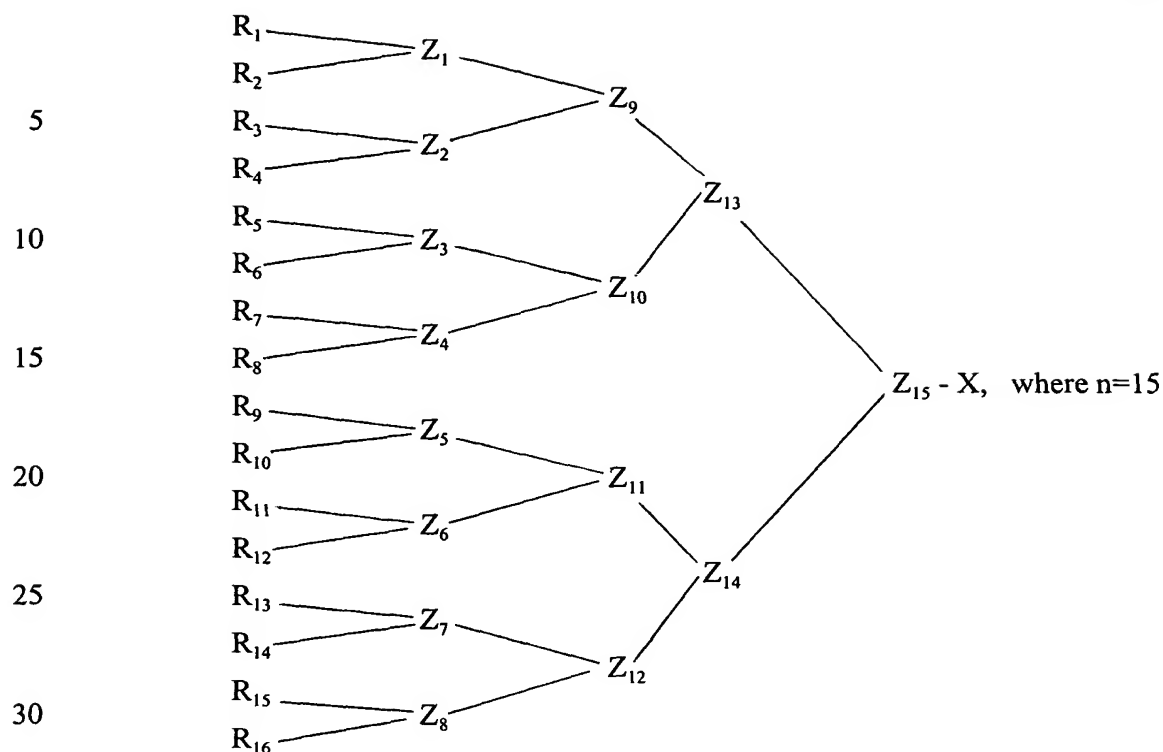 R₁
Z₁
R₂
Z₉
5
R₃
Z₂
R₄
Z₁₃
R₅
10
Z₃
R₆
Z₁₀
R₇
Z₄
15
R₈
Z₁₅ - X, where n=15
R₉
Z₅
R₁₀
20
Z₁₁
R₁₁
Z₆
R₁₂
Z₁₄
25
R₁₃
Z₇
R₁₄
Z₁₂
R₁₅
30
Z₈
R₁₆